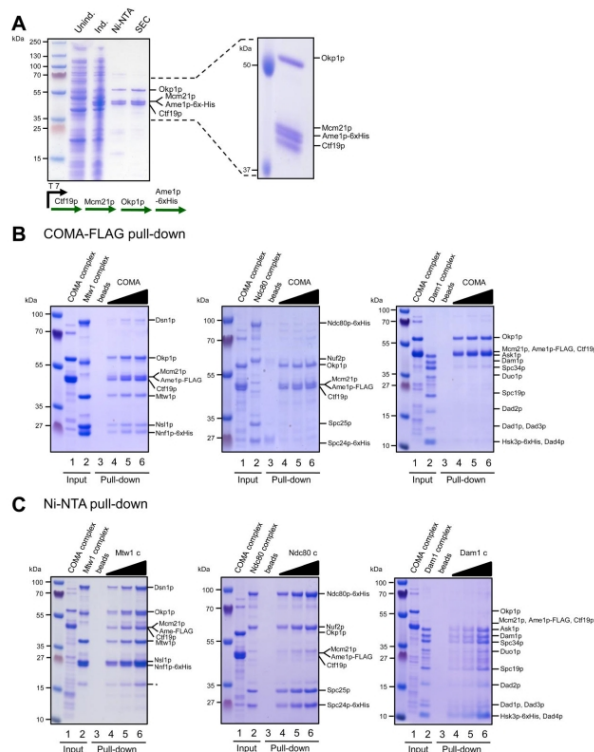 A
Unind.
Ind.
Ni-NTA
SEC
kDa
250
130
100
70
55
35
25
15
Okp1p
Mcm21p
Ame1p-6x-His
Ctf19p
kDa
50
37
Okp1p
Mcm21p
Ame1p-6xHis
Ctf19p
T 7
Ctf19p
Mcm21p
Okp1p
Ame1p
-6xHis
B COMA-FLAG pull-down
COMA complex
Mtw1 complex
beads
COMA
kDa
100
70
55
35
27
Dsn1p
Okp1p
Mcm21p
Ame1p-FLAG
Ctf19p
Mtw1p
Nsl1p
Nnf1p-6xHis
1 2 3 4 5 6
Input Pull-down
COMA complex
Ndc80 complex
beads
COMA
kDa
100
70
55
35
27
Ndc80p-6xHis
Nuf2p
Okp1p
Mcm21p
Ame1p-FLAG
Ctf19p
Spc25p
Spc24p-6xHis
1 2 3 4 5 6
Input Pull-down
COMA complex
Dam1 complex
beads
COMA
kDa
100
70
55
35
27
15
10
Okp1p
Mcm21p, Ame1p-FLAG, Ctf19p
Ask1p
Dam1p
Spc34p
Duo1p
Spc19p
Dad2p
Dad1p, Dad3p
Hsk3p-6xHis, Dad4p
1 2 3 4 5 6
Input Pull-down
C Ni-NTA pull-down
COMA complex
Mtw1 complex
beads
Mtw1 c
kDa
100
70
55
35
27
15
10
Dsn1p
Okp1p
Mcm21p
Ame-FLAG
Ctf19p
Mtw1p
Nsl1p
Nnf1p-6xHis
1 2 3 4 5 6
Input Pull-down
COMA complex
Ndc80 complex
beads
Ndc80 c
kDa
100
70
55
35
27
Ndc80p-6xHis
Nuf2p
Okp1p
Mcm21p
Ame1p-FLAG
Ctf19p
Spc25p
Spc24p-6xHis
1 2 3 4 5 6
Input Pull-down
COMA complex
Dam1 complex
beads
Dam1 c
kDa
100
70
55
35
27
15
10
Okp1p
Mcm21p, Ame1p-FLAG, Ctf19p
Ask1p
Dam1p
Spc34p
Duo1p
Spc19p
Dad2p
Dad1p, Dad3p
Hsk3p-6xHis, Dad4p
1 2 3 4 5 6
Input Pull-down